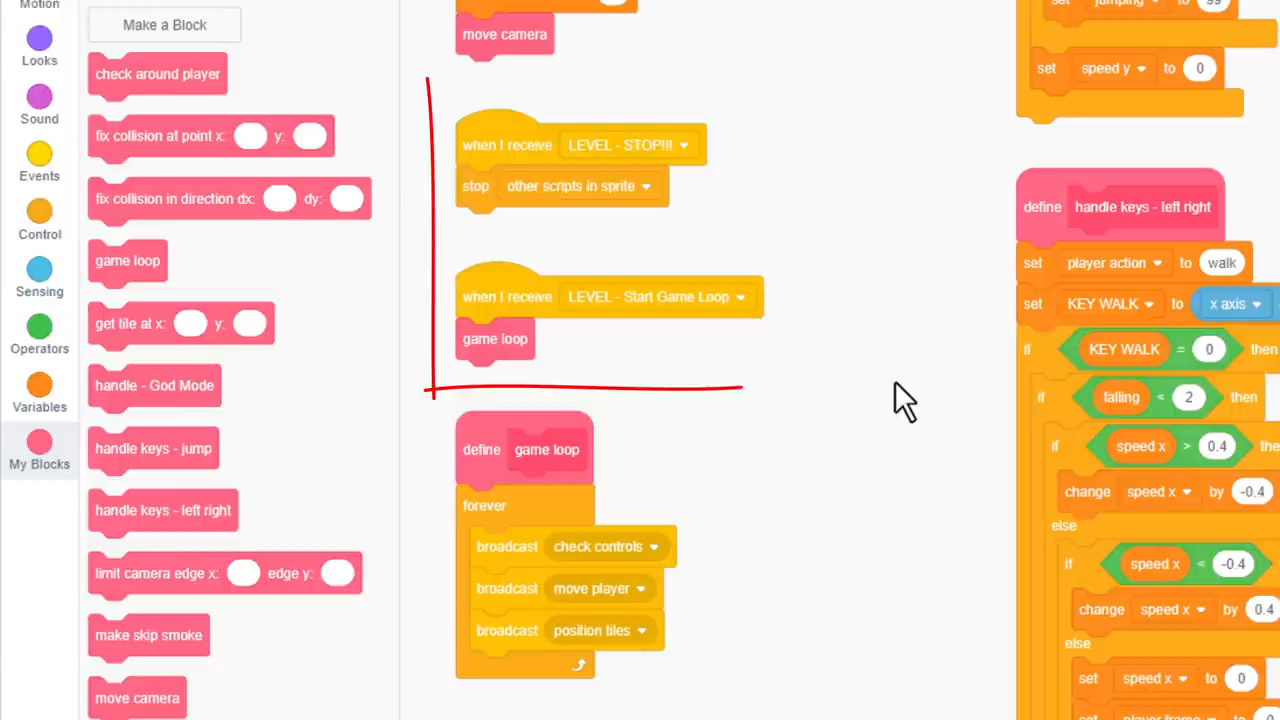 Motion
Looks
Sound
Events
Control
Sensing
Operators
Variables
My Blocks
Make a Block
check around player
fix collision at point x: y:
fix collision in direction dx: dy:
game loop
get tile at x: y:
handle - God Mode
handle keys - jump
handle keys - left right
limit camera edge x: edge y:
make skip smoke
move camera
move camera
when I receive LEVEL - STOP!!!
stop other scripts in sprite
when I receive LEVEL - Start Game Loop
game loop
define game loop
forever
broadcast check controls
broadcast move player
broadcast position tiles
set jumping to 99
set speed y to 0
define handle keys - left right
set player action to walk
set KEY WALK to x axis
if KEY WALK = 0 then
if falling < 2 then
if speed x > 0.4 the
change speed x by -0.4
else
if speed x < -0.4
change speed x by 0.4
else
set speed x to 0
set player frame to